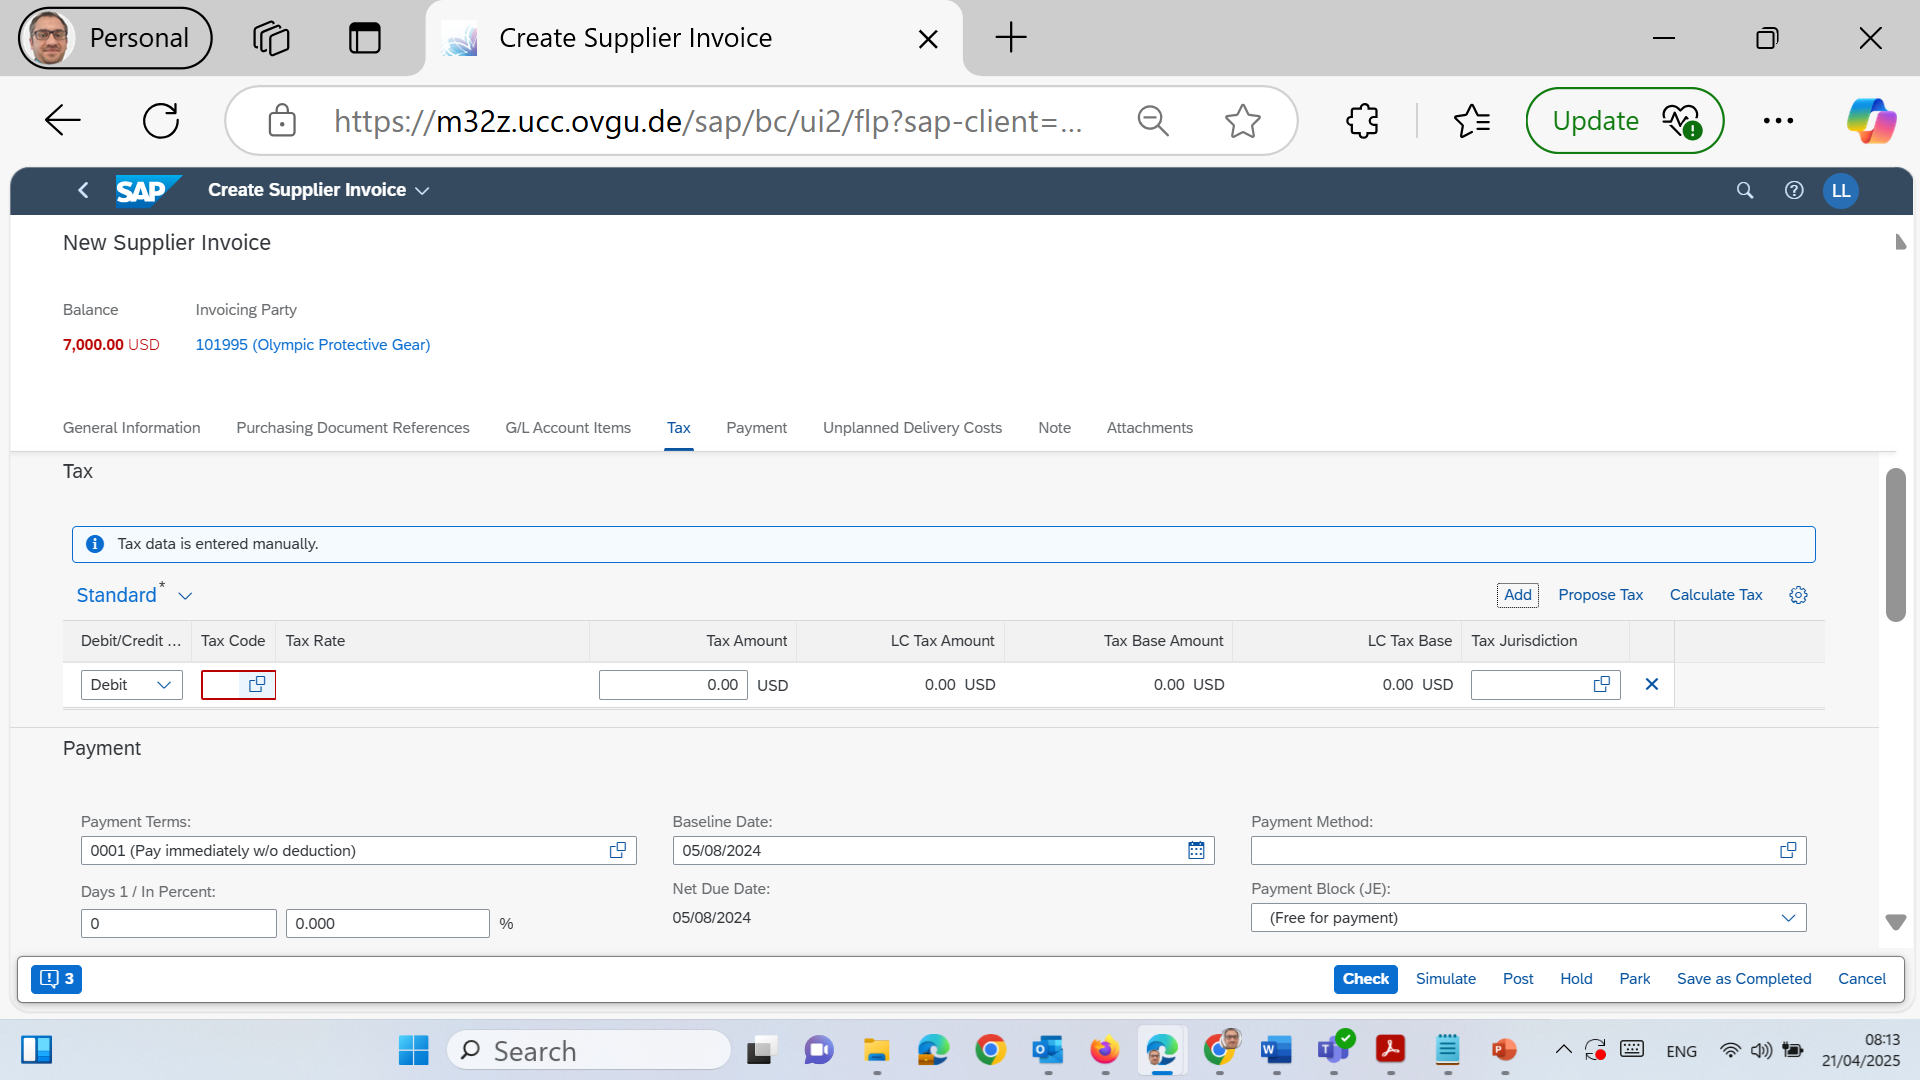 Personal
Create Supplier Invoice
https://m32z.ucc.ovgu.de/sap/bc/ui2/flp?sap-client=...
Update
SAP
Create Supplier Invoice
LL
New Supplier Invoice
Balance
Invoicing Party
7,000.00 USD
101995 (Olympic Protective Gear)
General Information
Purchasing Document References
G/L Account Items
Tax
Payment
Unplanned Delivery Costs
Note
Attachments
Tax
Tax data is entered manually.
Standard*
Add
Propose Tax
Calculate Tax
Debit/Credit ...
Tax Code
Tax Rate
Tax Amount
LC Tax Amount
Tax Base Amount
LC Tax Base
Tax Jurisdiction
Debit
0.00 USD
0.00 USD
0.00 USD
0.00 USD
Payment
Payment Terms:
Baseline Date:
Payment Method:
0001 (Pay immediately w/o deduction)
05/08/2024
Days 1 / In Percent:
Net Due Date:
Payment Block (JE):
0
0.000
%
05/08/2024
(Free for payment)
3
Check
Simulate
Post
Hold
Park
Save as Completed
Cancel
Search
ENG
08:13
21/04/2025